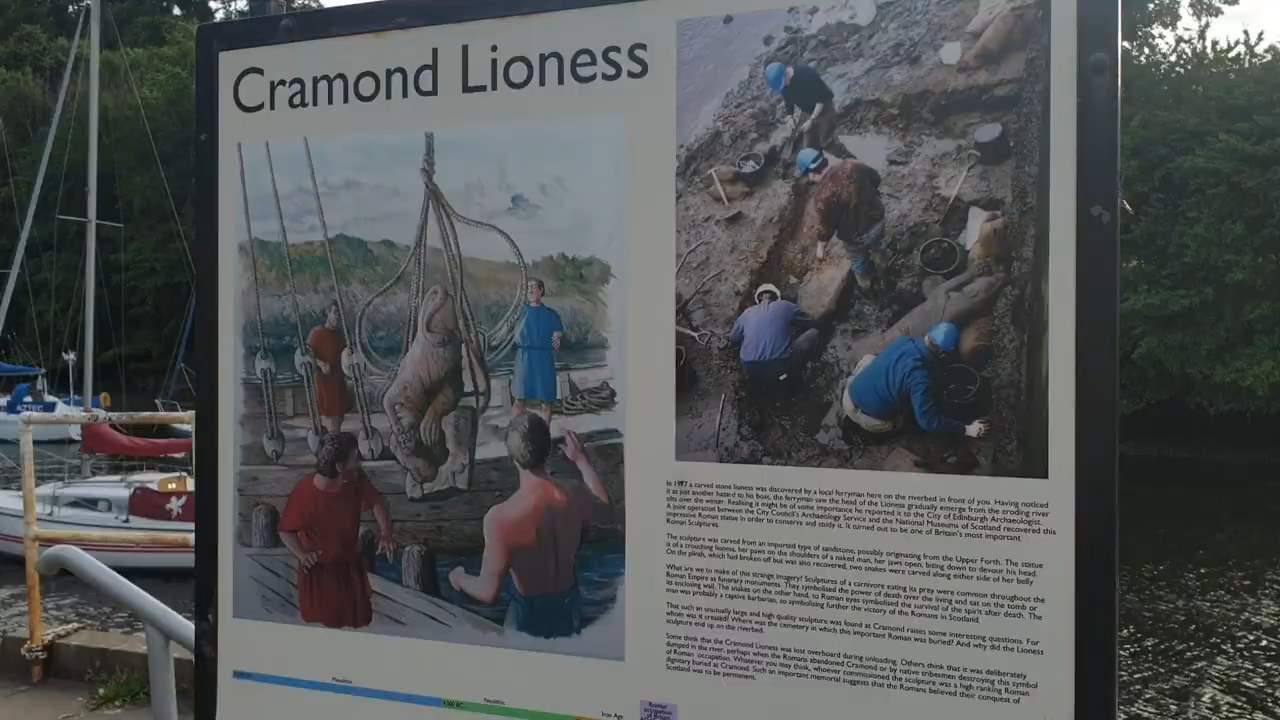 Cramond Lioness
In 1997 a carved stone lioness was discovered by a local ferryman here on the riverbed in front of you. Having noticed
it as just another hazard to his boat, the ferryman saw the head of the Lioness gradually emerge from the eroding river
silts over the winter. Realising it might be of some importance he reported it to the City of Edinburgh Archaeologist.
A joint operation between the City Council's Archaeology Service and the National Museums of Scotland recovered this
impressive Roman statue in order to conserve and study it. It turned out to be one of Britain's most important
Roman Sculptures.
The sculpture was carved from an imported type of sandstone, possibly originating from the Upper Forth. The statue
is of a crouching lioness, her paws on the shoulders of a naked man, her jaws open, biting down to devour his head.
On the plinth, which had broken off but was also recovered, two snakes were carved along either side of her belly
What are we to make of this strange imagery? Sculptures of a carnivore eating its prey were common throughout the
Roman Empire as funerary monuments. They symbolised the power of death over the living and sat on the tomb or
its enclosing wall. The snakes on the other hand, to Roman eyes symbolised the survival of the spirit after death. The
man was probably a captive barbarian, so symbolising further the victory of the Romans in Scotland.
That such an unusually large and high quality sculpture was found at Cramond raises some interesting questions. For
whom was it created? Where was the cemetery in which this important Roman was buried? And why did the Lioness
sculpture end up on the riverbed.
Some think that the Cramond Lioness was lost overboard during unloading. Others think that it was deliberately
dumped in the river, perhaps when the Romans abandoned Cramond or by native tribesmen destroying this symbol
of Roman occupation. Whatever you may think, whoever commissioned the sculpture was a high ranking Roman
dignitary buried at Cramond. Such an important memorial suggests that the Romans believed their conquest of
Scotland was to be permanent.
Mesolithic
4,000 BC
Neolithic
Iron Age
Roman
occupation
AZTEC